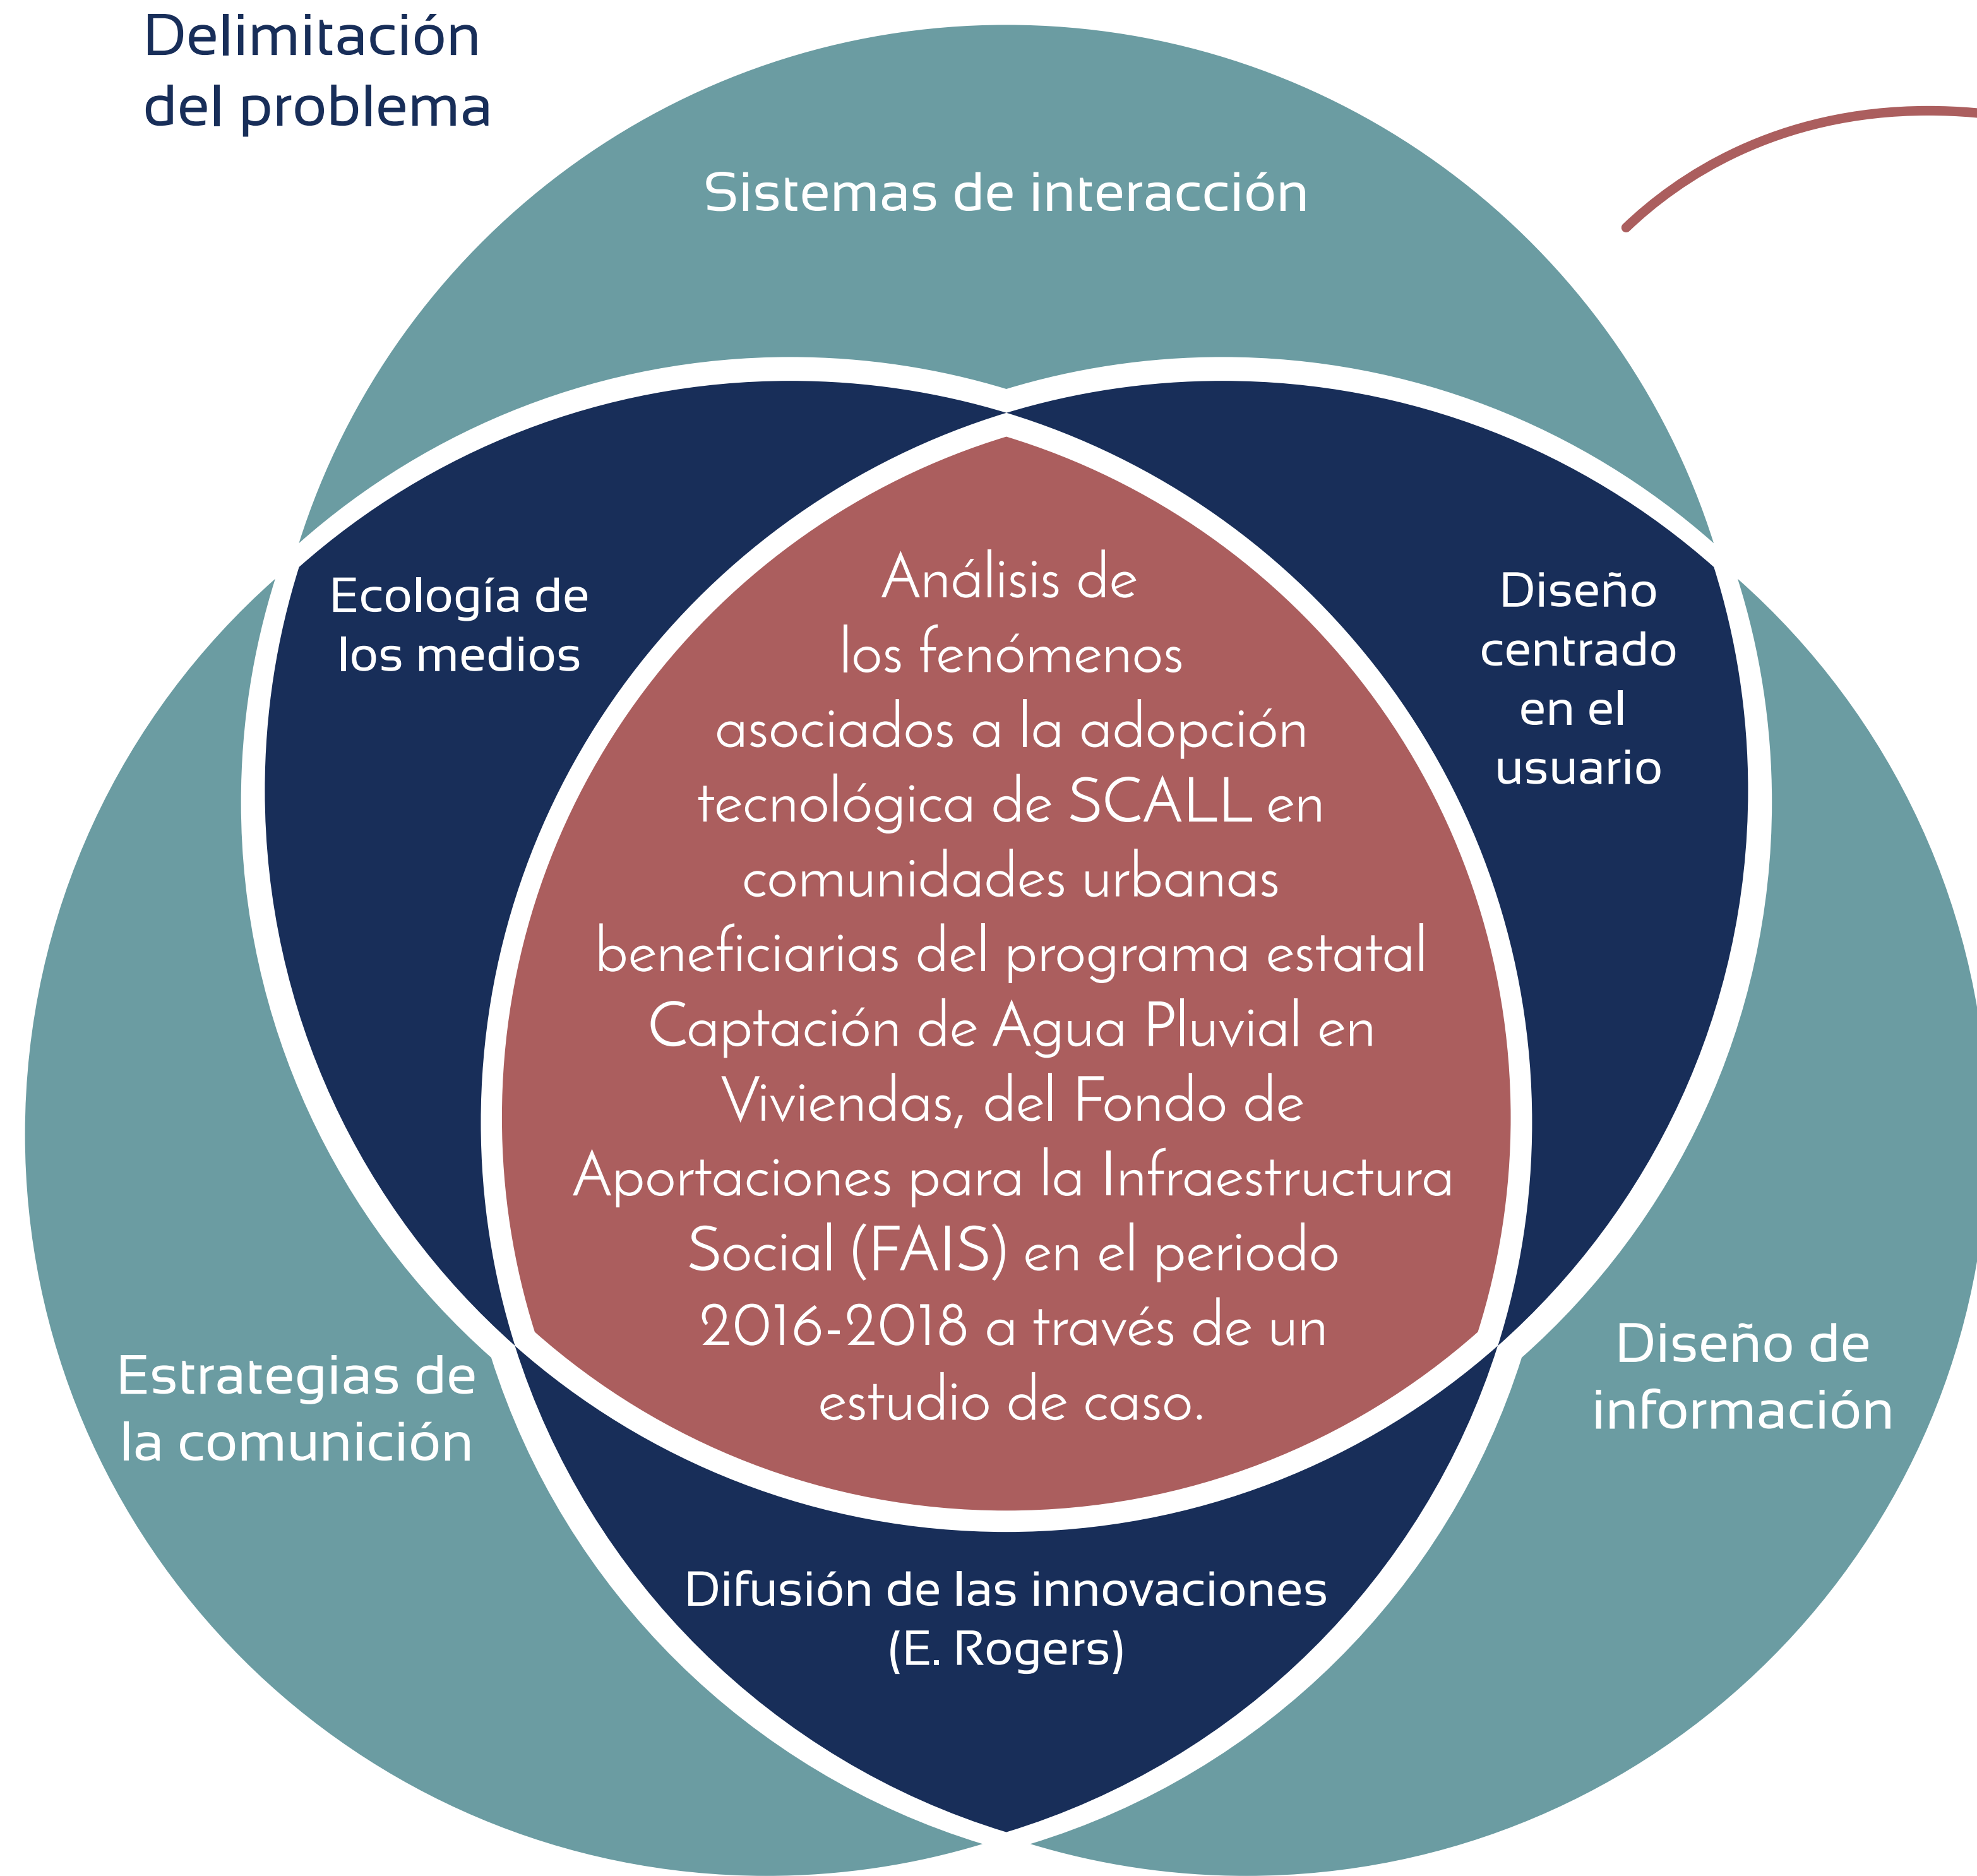 Delimitación
del problema
Sistemas de interacción
Ecología de
los medios
Diseño
centrado
en el
usuario
Análisis de
los fenómenos
asociados a la adopción
tecnológica de SCALL en
comunidades urbanas
beneficiarias del programa estatal
Captación de Agua Pluvial en
Viviendas, del Fondo de
Aportaciones para la Infraestructura
Social (FAIS) en el periodo
2016-2018 a través de un
estudio de caso.
Estrategias de
la comunición
Diseño de
información
Difusión de las innovaciones
(E. Rogers)